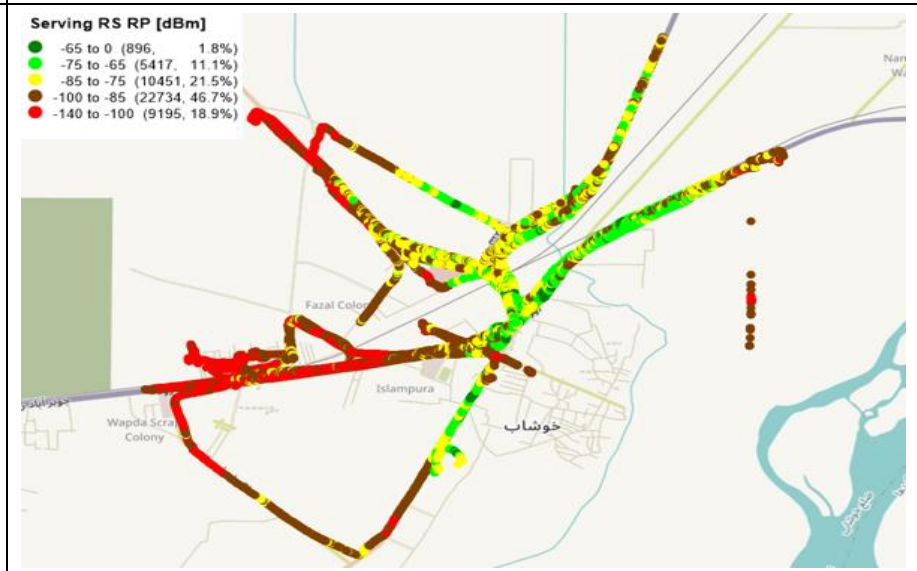 Serving RS RP [dBm]
-65 to 0 (896, 1.8%)
-75 to -65 (5417, 11.1%)
-85 to -75 (10451, 21.5%)
-100 to -85 (22734, 46.7%)
-140 to -100 (9195, 18.9%)
Fazal Colon
Islampura
Wapda Scra
Colony
خوشاب
ضلع خوشاب